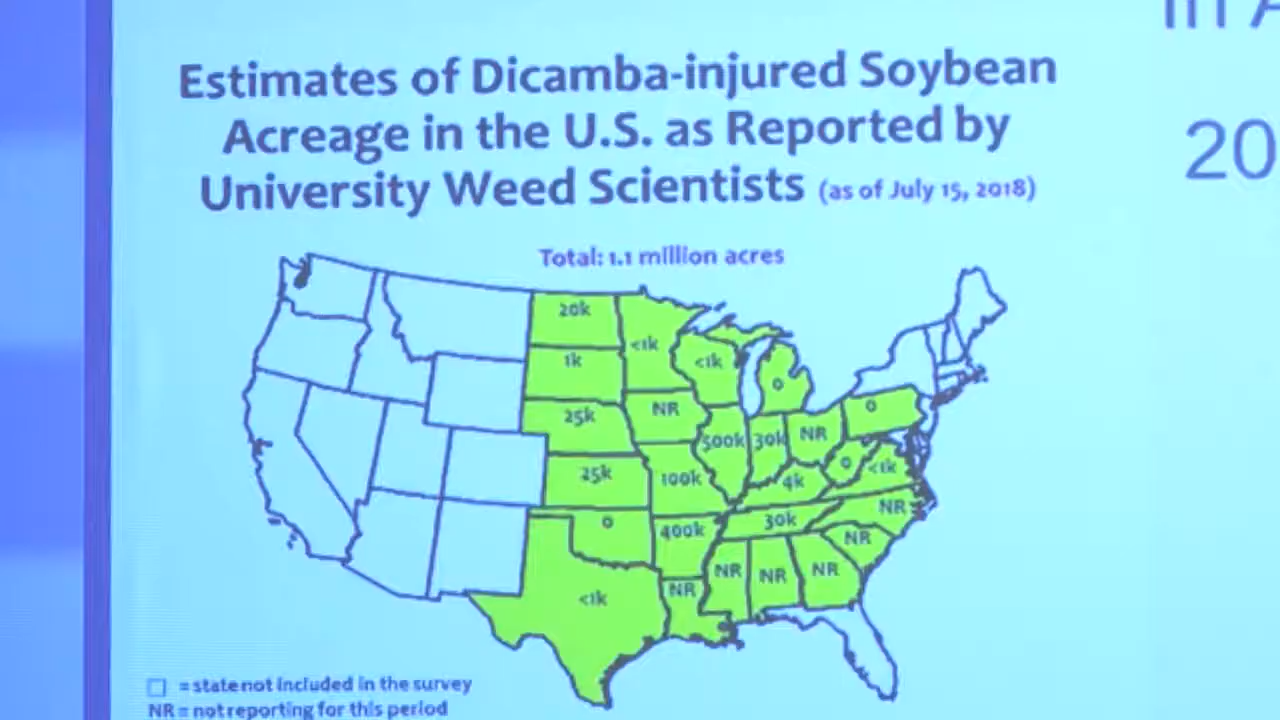 in A
20
Estimates of Dicamba-injured Soybean
Acreage in the U.S. as Reported by
University Weed Scientists (as of July 15, 2018)
Total: 1.1 million acres
20k
<1k
1k
<1k
0
25k
NR
500k
30k
NR
0
25k
100k
4k
0
<1k
0
400k
30k
NR
NR
<1k
NR
NR
NR
NR
= state not included in the survey
NR = not reporting for this period